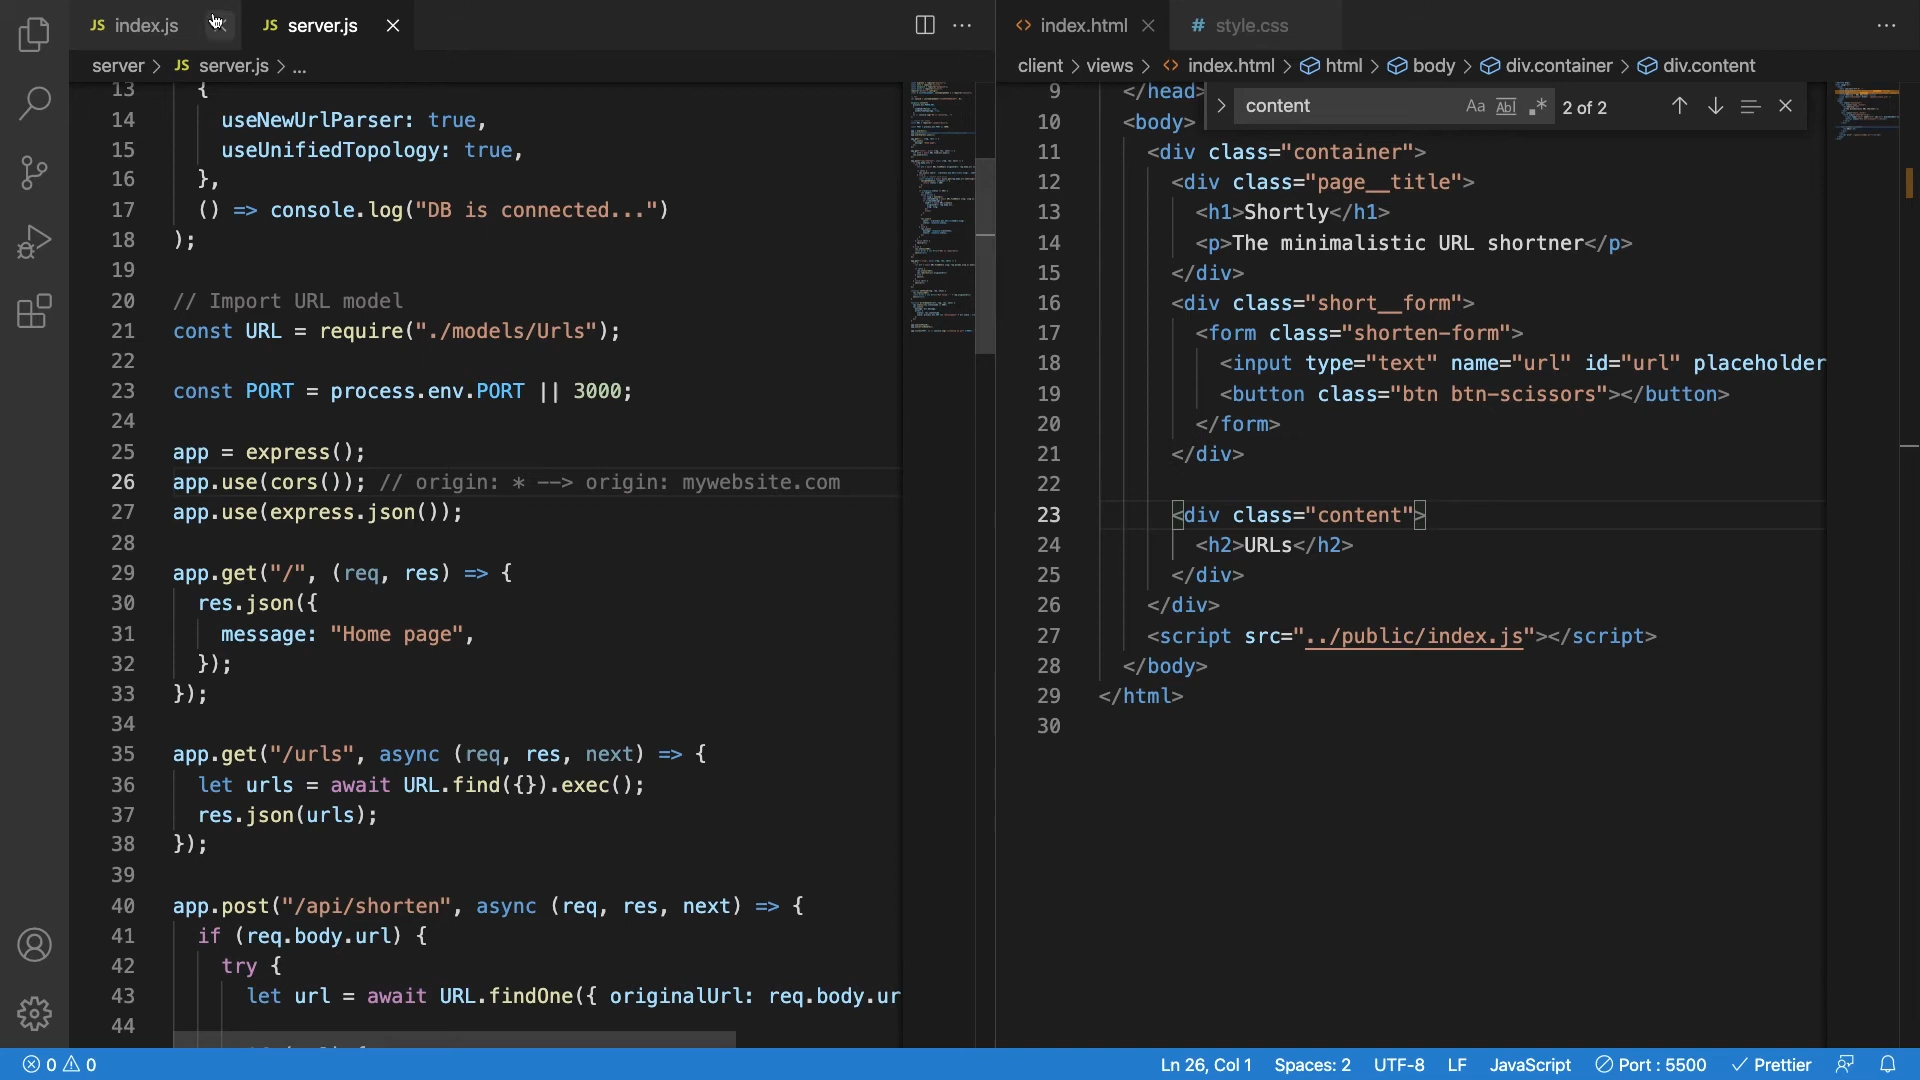 JS index.js
JS server.js
server > JS server.js > ...
13 {
14 useNewUrlParser: true,
15 useUnifiedTopology: true,
16 },
17 () => console.log("DB is connected...")
18 );
19
20 // Import URL model
21 const URL = require("./models/Urls");
22
23 const PORT = process.env.PORT || 3000;
24
25 app = express();
26 app.use(cors()); // origin: * --> origin: mywebsite.com
27 app.use(express.json());
28
29 app.get("/", (req, res) => {
30 res.json({
31 message: "Home page",
32 });
33 });
34
35 app.get("/urls", async (req, res, next) => {
36 let urls = await URL.find({}).exec();
37 res.json(urls);
38 });
39
40 app.post("/api/shorten", async (req, res, next) => {
41 if (req.body.url) {
42 try {
43 let url = await URL.findOne({ originalUrl: req.body.ur
44
<> index.html
# style.css
client > views > <> index.html > html > body > div.container > div.content
content Aa Abl .* 2 of 2
9 </head>
10 <body>
11 <div class="container">
12 <div class="page__title">
13 <h1>Shortly</h1>
14 <p>The minimalistic URL shortner</p>
15 </div>
16 <div class="short__form">
17 <form class="shorten-form">
18 <input type="text" name="url" id="url" placeholder
19 <button class="btn btn-scissors"></button>
20 </form>
21 </div>
22
23 <div class="content">
24 <h2>URLs</h2>
25 </div>
26 </div>
27 <script src="../public/index.js"></script>
28 </body>
29 </html>
30
0 0 Ln 26, Col 1 Spaces: 2 UTF-8 LF JavaScript Port : 5500 Prettier